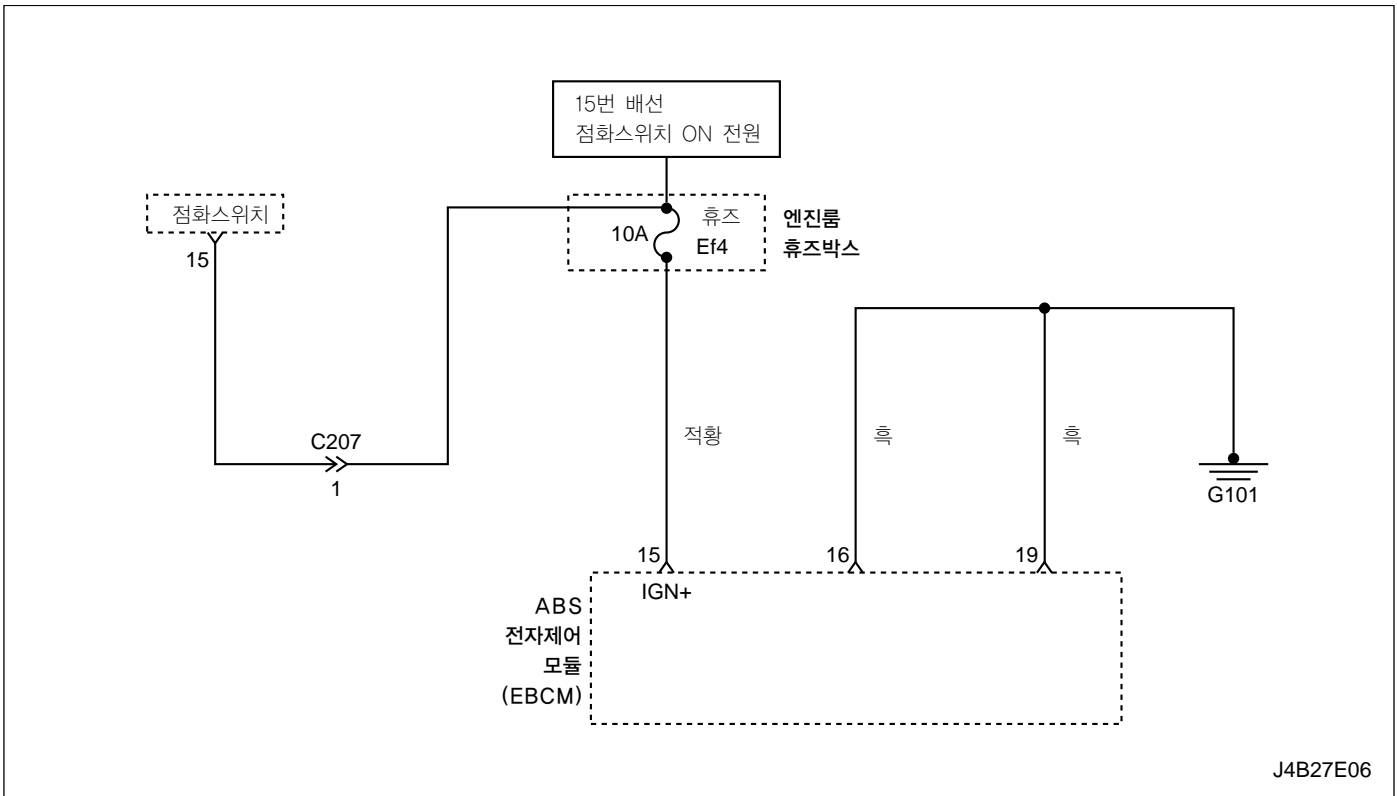 15번 배선
점화스위치 ON 전원
점화스위치
15
10A
휴즈
Ef4
엔진룸
휴즈박스
C207
1
적황
흑
흑
G101
15
16
19
IGN+
ABS
전자제어
모듈
(EBCM)
J4B27E06